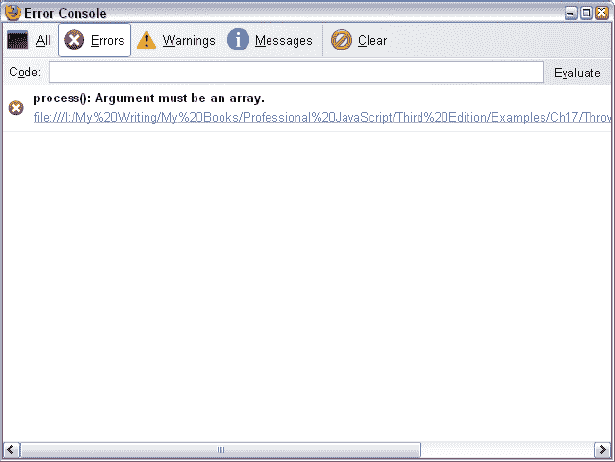 Error Console
All Errors Warnings Messages Clear
Code: Evaluate
process(): Argument must be an array.
file:///I:/My%20Writing/My%20Books/Professional%20JavaScript/Third%20Edition/Examples/Ch17/Throw